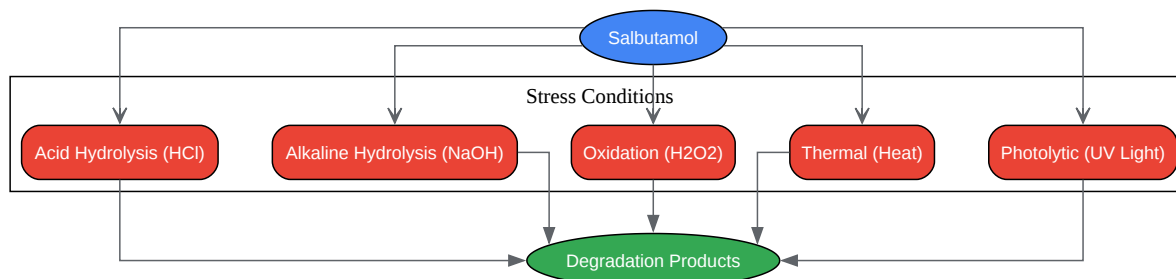 Salbutamol
Stress Conditions
Acid Hydrolysis (HCl)
Alkaline Hydrolysis (NaOH)
Oxidation (H2O2)
Thermal (Heat)
Photolytic (UV Light)
Degradation Products